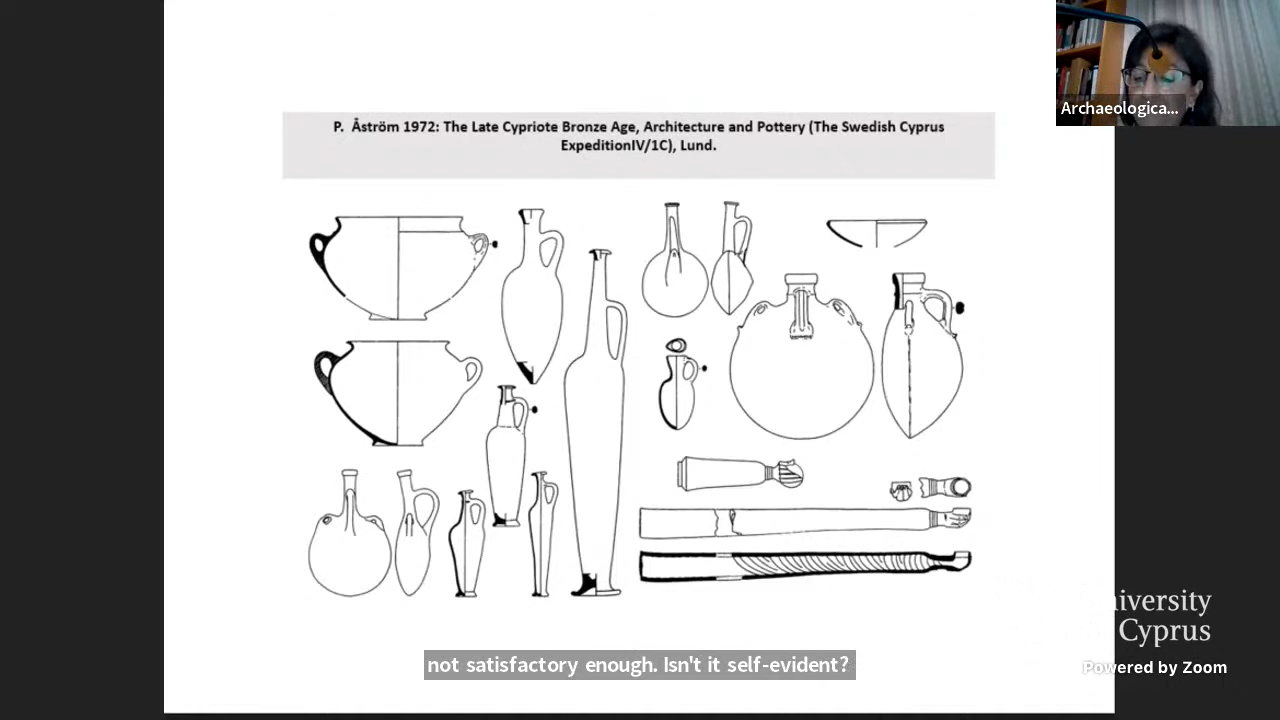 P. Åström 1972: The Late Cypriote Bronze Age, Architecture and Pottery (The Swedish Cyprus
ExpeditionIV/1C), Lund.
Archaeologica...
niversity
Cyprus
Powered by Zoom
not satisfactory enough. Isn't it self-evident?